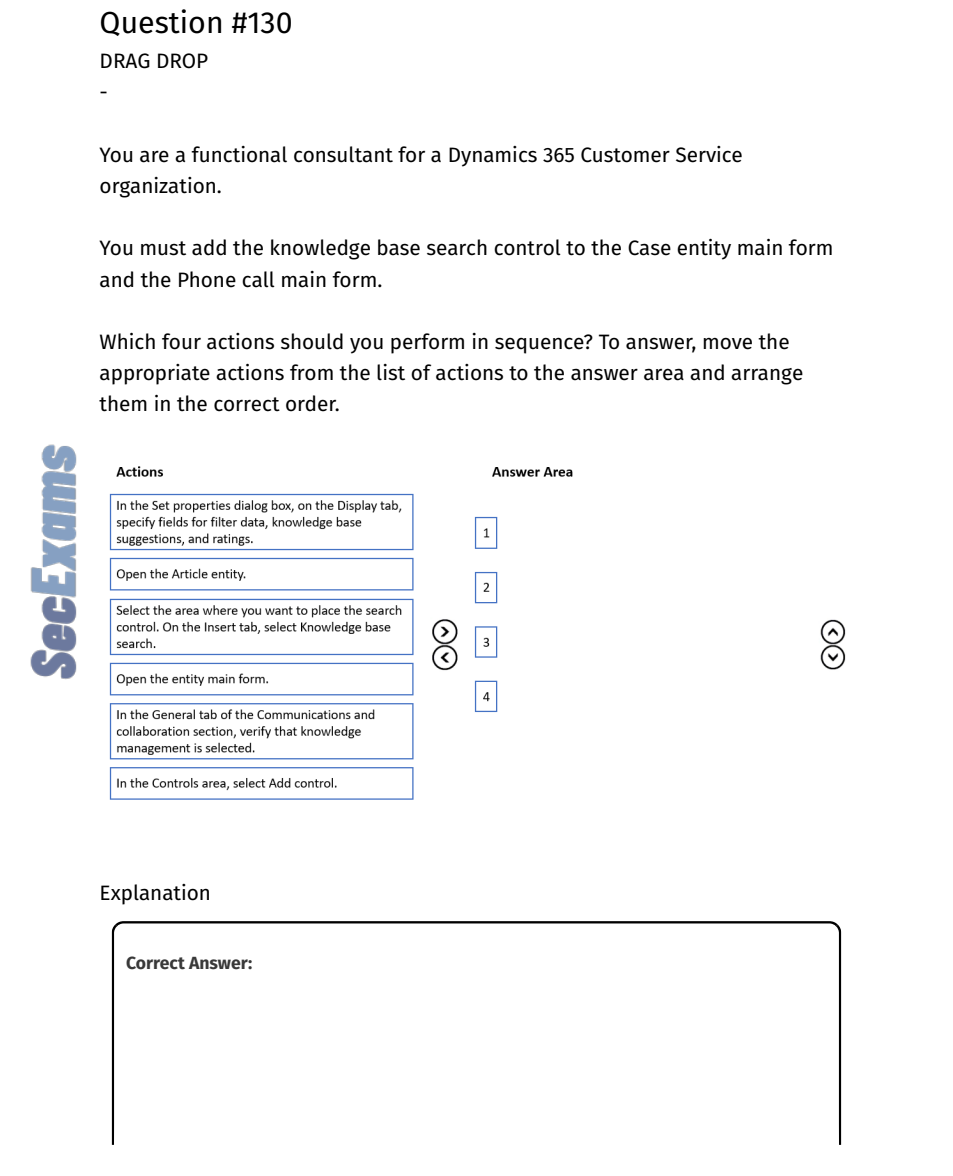 Question #130
DRAG DROP
-
You are a functional consultant for a Dynamics 365 Customer Service
organization.
You must add the knowledge base search control to the Case entity main form
and the Phone call main form.
Which four actions should you perform in sequence? To answer, move the
appropriate actions from the list of actions to the answer area and arrange
them in the correct order.
SecExams
Actions
Answer Area
In the Set properties dialog box, on the Display tab,
specify fields for filter data, knowledge base
suggestions, and ratings.
Open the Article entity.
Select the area where you want to place the search
control. On the Insert tab, select Knowledge base
search.
Open the entity main form.
In the General tab of the Communications and
collaboration section, verify that knowledge
management is selected.
In the Controls area, select Add control.
1
2
3
4
Explanation
Correct Answer: